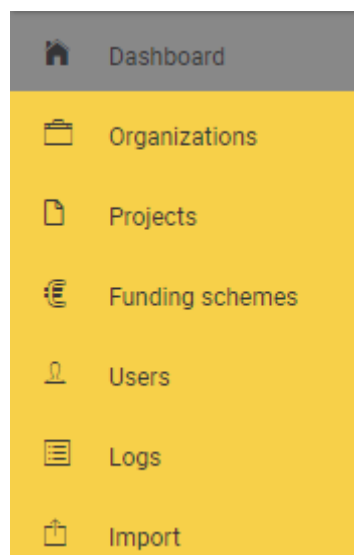 Dashboard
Organizations
Projects
Funding schemes
Users
Logs
Import